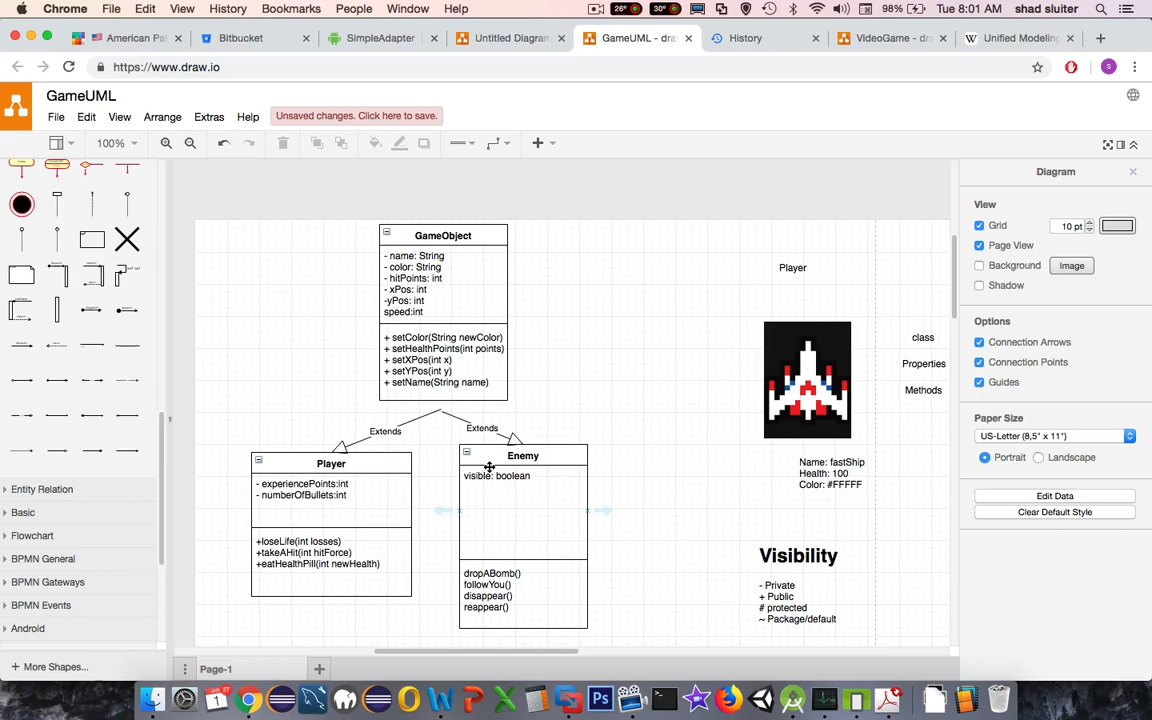 Chrome File Edit View History Bookmarks People Window Help 26° 30° 98% Tue 8:01 AM shad sluiter
American Pa Bitbucket SimpleAdapter Untitled Diagram GameUML - draw History VideoGame - dra Unified Modelin
https://www.draw.io S
GameUML
File Edit View Arrange Extras Help Unsaved changes. Click here to save.
100%
Entity Relation
Basic
Flowchart
BPMN General
BPMN Gateways
BPMN Events
Android
+ More Shapes...
GameObject
- name: String
- color: String
- hitPoints: int
- xPos: int
-yPos: int
speed:int
+ setColor(String newColor)
+ setHealthPoints(int points)
+ setXPos(int x)
+ setYPos(int y)
+ setName(String name)
Extends Extends
Player
- experiencePoints:int
- numberOfBullets:int
+loseLife(int losses)
+takeAHit(int hitForce)
+eatHealthPill(int newHealth)
Enemy
visible: boolean
dropABomb()
followYou()
disappear()
reappear()
Player
class
Properties
Methods
Name: fastShip
Health: 100
Color: #FFFFF
Visibility
- Private
+ Public
# protected
~ Package/default
Page-1
Diagram
View
Grid 10 pt
Page View
Background Image
Shadow
Options
Connection Arrows
Connection Points
Guides
Paper Size
US-Letter (8,5" x 11")
Portrait Landscape
Edit Data
Clear Default Style